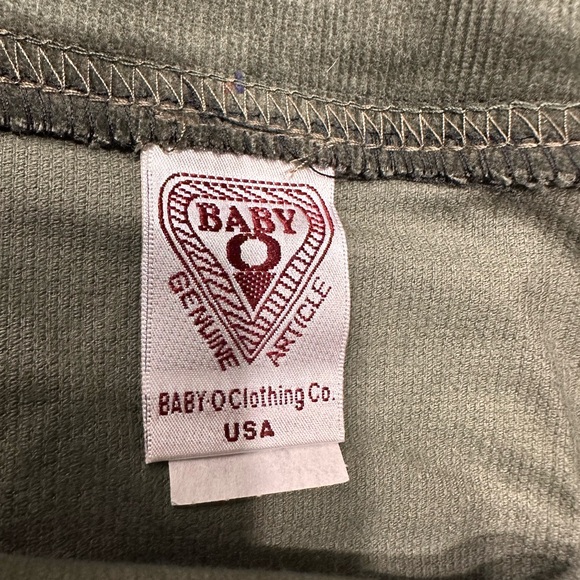 BABY
O
GENUINE
ARTICLE
BABY-O Clothing Co.
USA